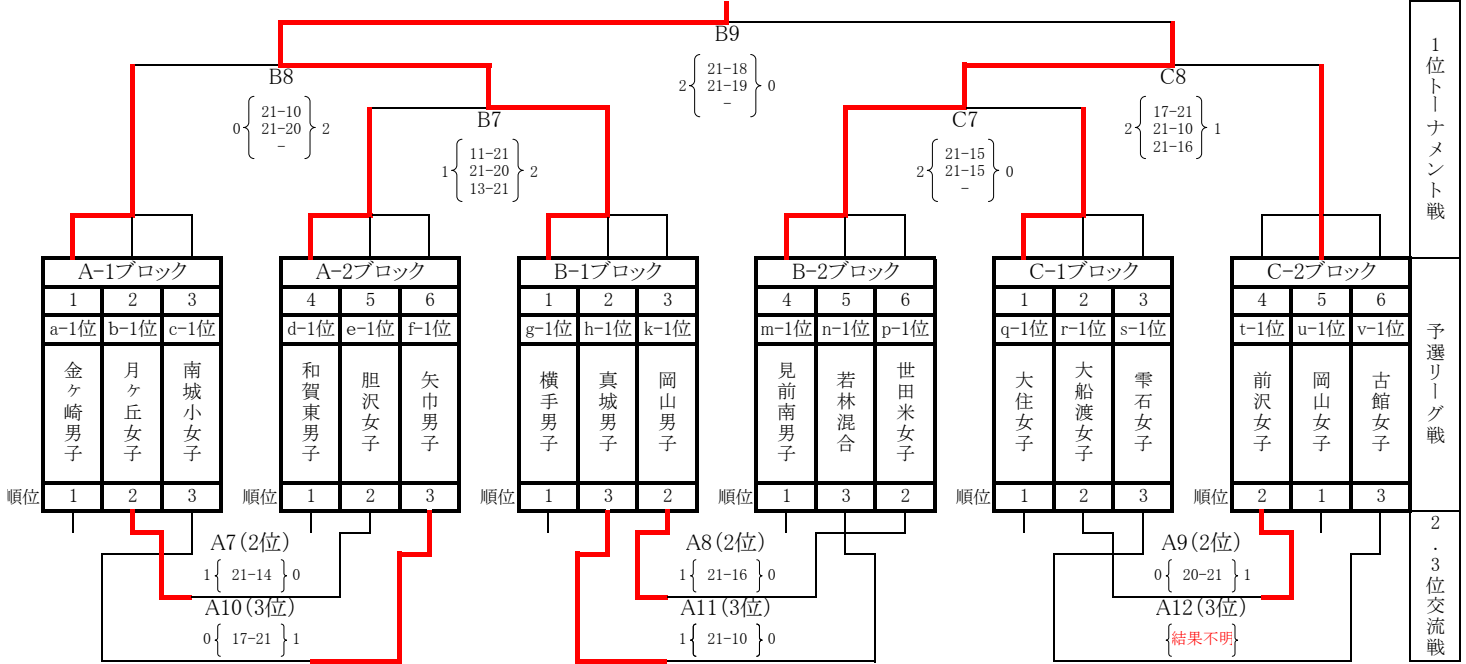 B9
21-18
2 21-19 0
-
B8
21-10
0 21-20 2
-
C8
17-21
2 21-10 1
21-16
B7
11-21
1 21-20 2
13-21
C7
21-15
2 21-15 0
-
1位トーナメント戦
A-1ブロック
1 2 3
a-1位 b-1位 c-1位
金ヶ崎男子
月ヶ丘女子
南城小女子
順位 1 2 3
A-2ブロック
4 5 6
d-1位 e-1位 f-1位
和賀東男子
胆沢女子
矢巾男子
順位 1 2 3
B-1ブロック
1 2 3
g-1位 h-1位 k-1位
横手男子
真城男子
岡山男子
順位 1 3 2
B-2ブロック
4 5 6
m-1位 n-1位 p-1位
見前南男子
若林混合
世田米女子
順位 1 3 2
C-1ブロック
1 2 3
q-1位 r-1位 s-1位
大住女子
大船渡女子
雫石女子
順位 1 2 3
C-2ブロック
4 5 6
t-1位 u-1位 v-1位
前沢女子
岡山女子
古館女子
順位 2 1 3
予選リーグ戦
A7(2位)
1 21-14 0
A10(3位)
0 17-21 1
A8(2位)
1 21-16 0
A11(3位)
1 21-10 0
A9(2位)
0 20-21 1
A12(3位)
結果不明
2.3位交流戦